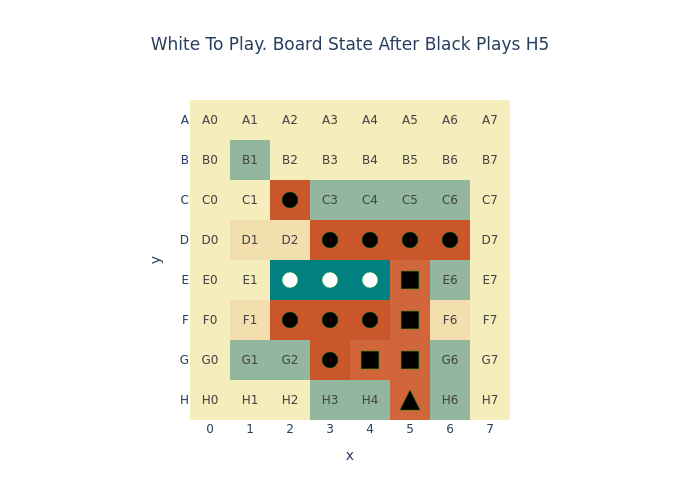 White To Play. Board State After Black Plays H5
A A0 A1 A2 A3 A4 A5 A6 A7
B B0 B1 B2 B3 B4 B5 B6 B7
C C0 C1 C3 C4 C5 C6 C7
D D0 D1 D2 D7
E E0 E1 E6 E7
F F0 F1 F6 F7
G G0 G1 G2 G6 G7
H H0 H1 H2 H3 H4 H6 H7
0 1 2 3 4 5 6 7
x
y